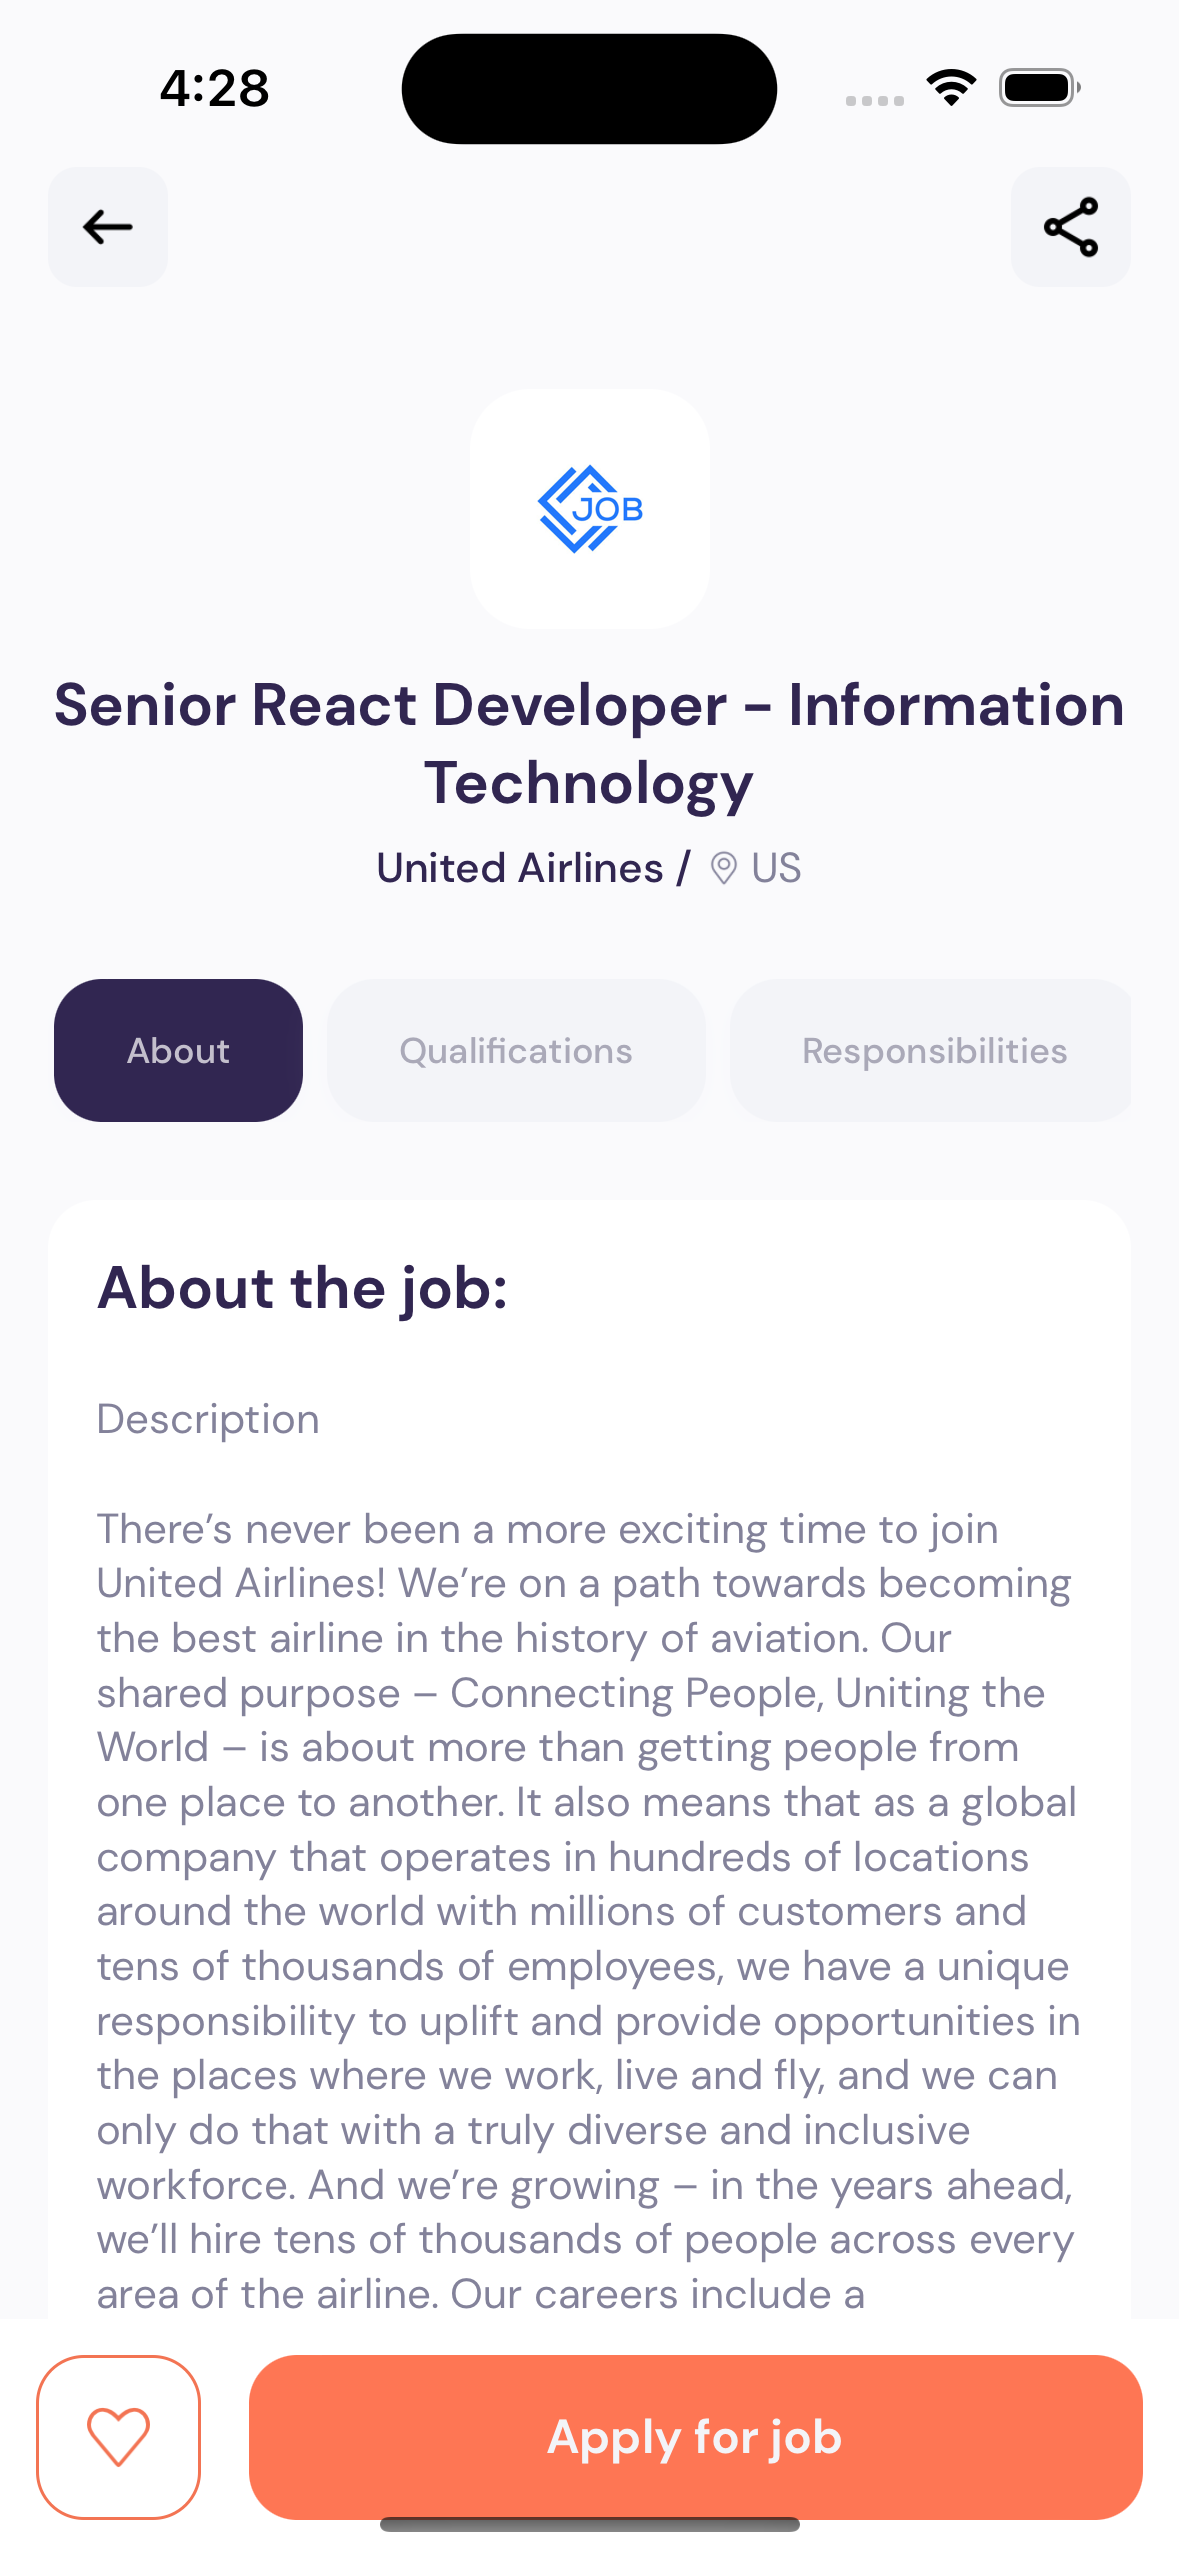 4:28
JOB
Senior React Developer - Information
Technology
United Airlines / US
About Qualifications Responsibilities
About the job:
Description
There’s never been a more exciting time to join
United Airlines! We’re on a path towards becoming
the best airline in the history of aviation. Our
shared purpose – Connecting People, Uniting the
World – is about more than getting people from
one place to another. It also means that as a global
company that operates in hundreds of locations
around the world with millions of customers and
tens of thousands of employees, we have a unique
responsibility to uplift and provide opportunities in
the places where we work, live and fly, and we can
only do that with a truly diverse and inclusive
workforce. And we’re growing – in the years ahead,
we’ll hire tens of thousands of people across every
area of the airline. Our careers include a
Apply for job